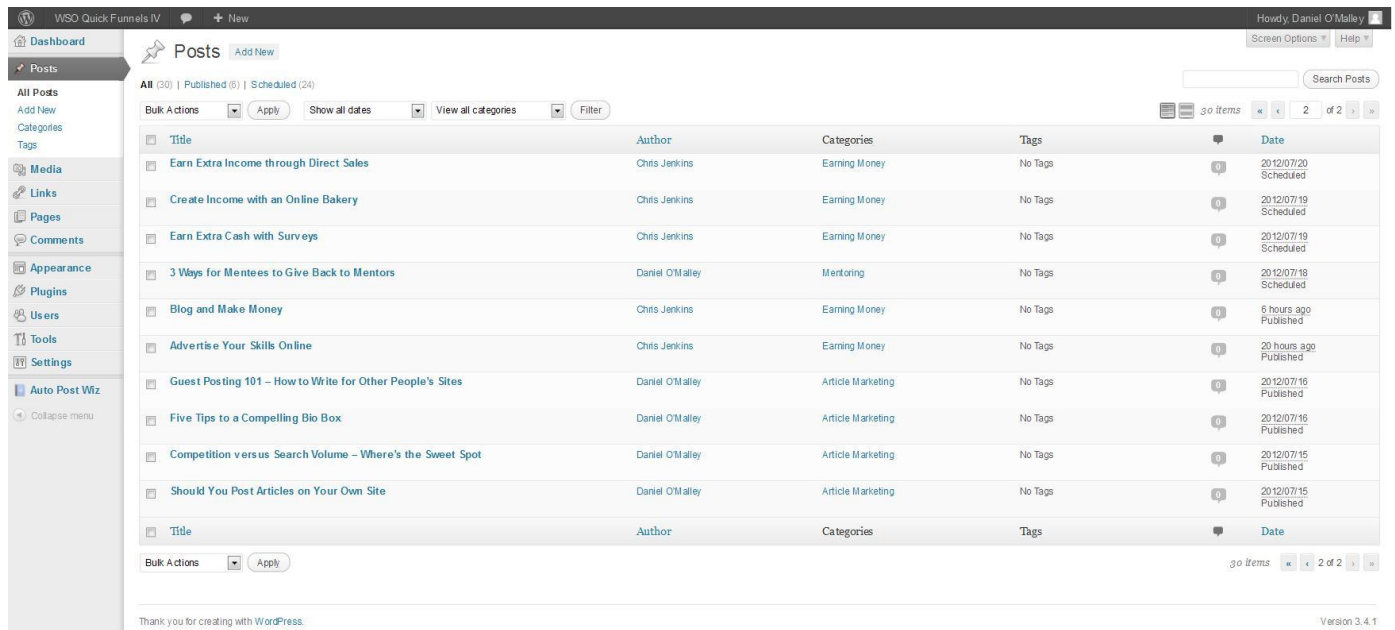 WSO Quick Funnels IV + New Howdy, Daniel O'Malley
Screen Options Help
Dashboard
Posts
All Posts
Add New
Categories
Tags
Media
Links
Pages
Comments
Appearance
Plugins
Users
Tools
Settings
Auto Post Wiz
Collapse menu
Posts Add New
All (30) | Published (6) | Scheduled (24)
Search Posts
Bulk Actions Apply Show all dates View all categories Filter 30 items « ‹ 2 of 2 › »
Title Author Categories Tags Date
Earn Extra Income through Direct Sales Chris Jenkins Earning Money No Tags 0 2012/07/20
Scheduled
Create Income with an Online Bakery Chris Jenkins Earning Money No Tags 0 2012/07/19
Scheduled
Earn Extra Cash with Surveys Chris Jenkins Earning Money No Tags 0 2012/07/19
Scheduled
3 Ways for Mentees to Give Back to Mentors Daniel O'Malley Mentoring No Tags 0 2012/07/18
Scheduled
Blog and Make Money Chris Jenkins Earning Money No Tags 0 6 hours ago
Published
Advertise Your Skills Online Chris Jenkins Earning Money No Tags 0 20 hours ago
Published
Guest Posting 101 – How to Write for Other People's Sites Daniel O'Malley Article Marketing No Tags 0 2012/07/16
Published
Five Tips to a Compelling Bio Box Daniel O'Malley Article Marketing No Tags 0 2012/07/16
Published
Competition versus Search Volume – Where's the Sweet Spot Daniel O'Malley Article Marketing No Tags 0 2012/07/15
Published
Should You Post Articles on Your Own Site Daniel O'Malley Article Marketing No Tags 0 2012/07/15
Published
Title Author Categories Tags Date
Bulk Actions Apply 30 items « ‹ 2 of 2 › »
Thank you for creating with WordPress. Version 3.4.1